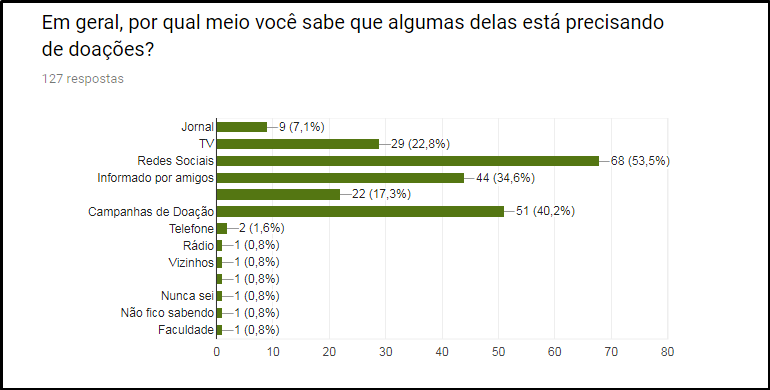 Em geral, por qual meio você sabe que algumas delas está precisando
de doações?
127 respostas
Jornal 9 (7,1%)
TV 29 (22,8%)
Redes Sociais 68 (53,5%)
Informado por amigos 44 (34,6%)
22 (17,3%)
Campanhas de Doação 51 (40,2%)
Telefone 2 (1,6%)
Rádio 1 (0,8%)
Vizinhos 1 (0,8%)
1 (0,8%)
Nunca sei 1 (0,8%)
Não fico sabendo 1 (0,8%)
Faculdade 1 (0,8%)
0 10 20 30 40 50 60 70 80